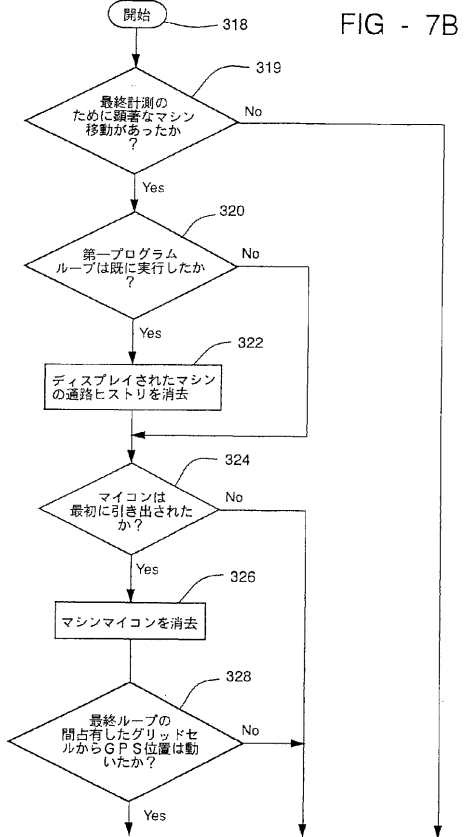 FIG - 7B
開始
318
319
最終計測の
ために顕著なマシン
移動があったか
?
No
Yes
320
第一プログラム
ループは既に実行したか
?
No
Yes
322
ディスプレイされたマシン
の通路ヒストリを消去
324
マイコンは
最初に引き出された
か?
No
Yes
326
マシンマイコンを消去
328
最終ループの
間占有したグリッドセ
ルからGPS位置は動
いたか?
No
Yes